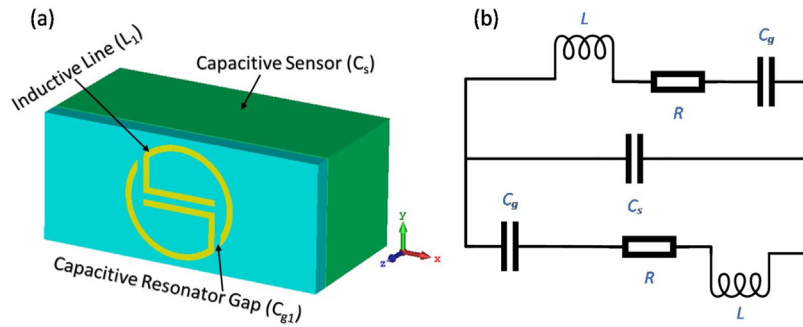 (a)
Inductive Line (L1)
Capacitive Sensor (Cs)
Capacitive Resonator Gap (Cg1)
y
x
z
(b)
L
Cg
R
Cs
Cg
R
L